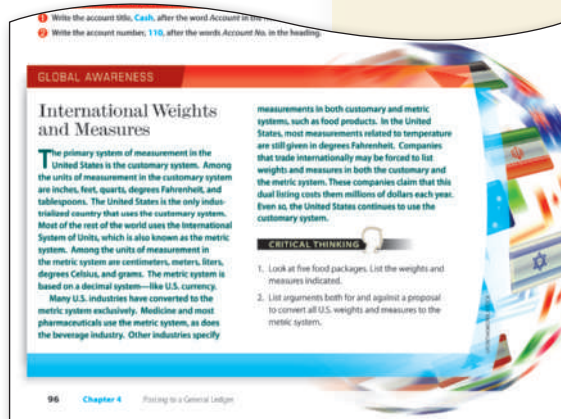 1 Write the account title, Cash, after the word Account in the
2 Write the account number, 110, after the words Account No. in the heading.
GLOBAL AWARENESS
International Weights
and Measures
The primary system of measurement in the
United States is the customary system. Among
the units of measurement in the customary system
are inches, feet, quarts, degrees Fahrenheit, and
tablespoons. The United States is the only indus-
trialized country that uses the customary system.
Most of the rest of the world uses the International
System of Units, which is also known as the metric
system. Among the units of measurement in
the metric system are centimeters, meters, liters,
degrees Celsius, and grams. The metric system is
based on a decimal system—like U.S. currency.
Many U.S. industries have converted to the
metric system exclusively. Medicine and most
pharmaceuticals use the metric system, as does
the beverage industry. Other industries specify
measurements in both customary and metric
systems, such as food products. In the United
States, most measurements related to temperature
are still given in degrees Fahrenheit. Companies
that trade internationally may be forced to list
weights and measures in both the customary and
the metric system. These companies claim that this
dual listing costs them millions of dollars each year.
Even so, the United States continues to use the
customary system.
CRITICAL THINKING
1. Look at five food packages. List the weights and
measures indicated.
2. List arguments both for and against a proposal
to convert all U.S. weights and measures to the
metric system.
96 Chapter 4 Posting to a General Ledger